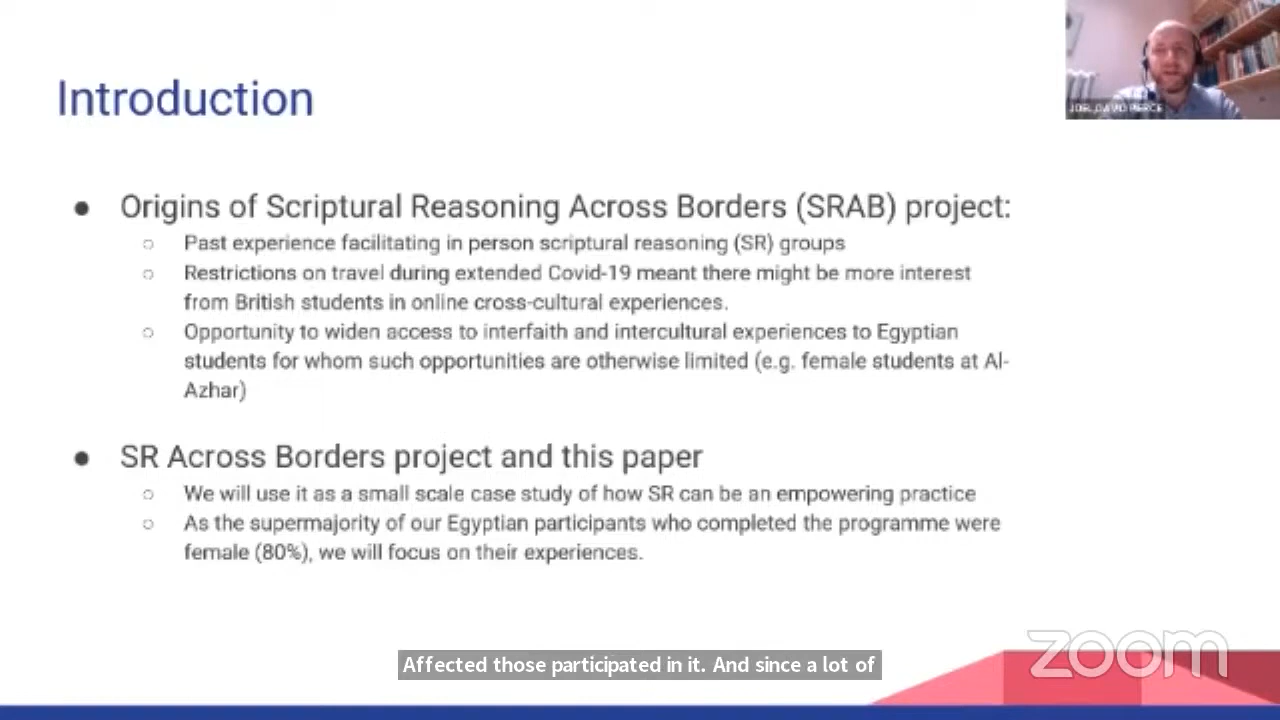 Introduction
JOEL DAVID PIERCE
● Origins of Scriptural Reasoning Across Borders (SRAB) project:
○ Past experience facilitating in person scriptural reasoning (SR) groups
○ Restrictions on travel during extended Covid-19 meant there might be more interest
from British students in online cross-cultural experiences.
○ Opportunity to widen access to interfaith and intercultural experiences to Egyptian
students for whom such opportunities are otherwise limited (e.g. female students at Al-
Azhar)
● SR Across Borders project and this paper
○ We will use it as a small scale case study of how SR can be an empowering practice
○ As the supermajority of our Egyptian participants who completed the programme were
female (80%), we will focus on their experiences.
Affected those participated in it. And since a lot of
zoom